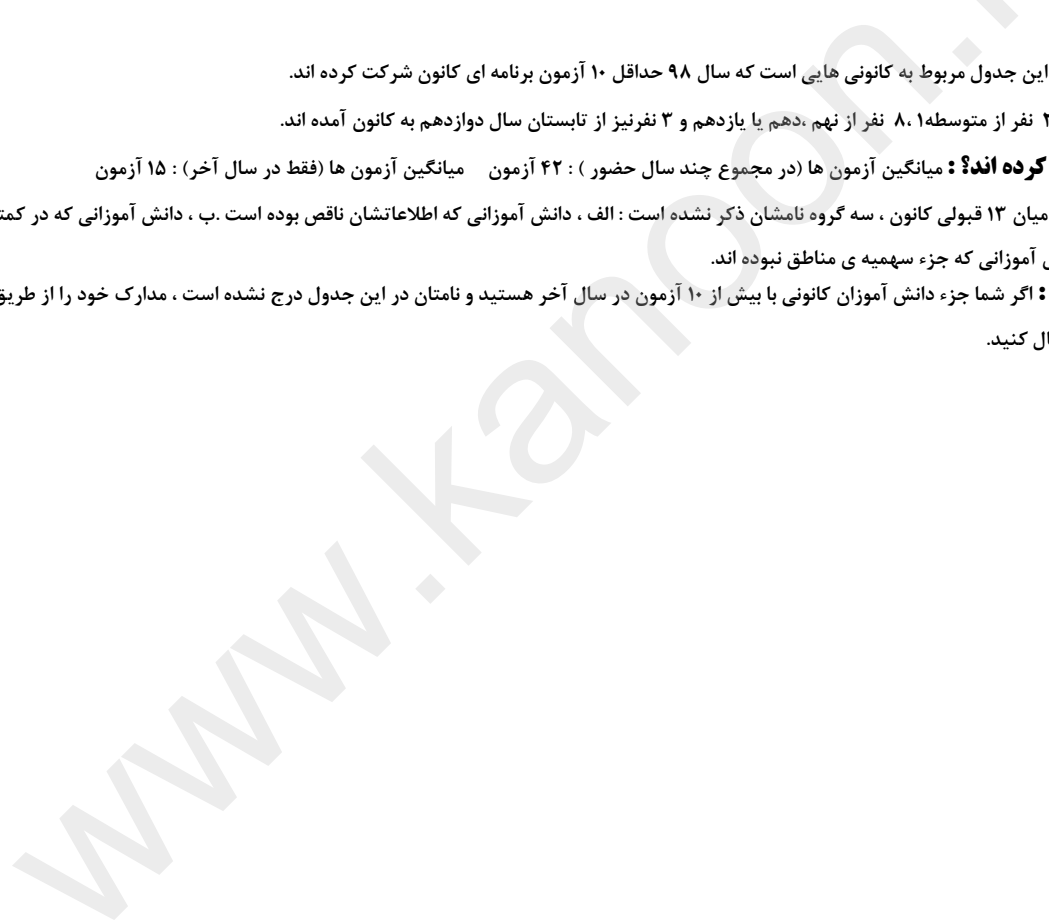 این جدول مربوط به کانونی هایی است که سال ۹۸ حداقل ۱۰ آزمون برنامه ای کانون شرکت کرده اند.
نفر از متوسطه۱ ،۸ نفر از نهم ،دهم یا یازدهم و ۳ نفرنیز از تابستان سال دوازدهم به کانون آمده اند.
کرده اند؟ : میانگین آزمون ها (در مجموع چند سال حضور ) : ۴۲ آزمون میانگین آزمون ها (فقط در سال آخر) : ۱۵ آزمون
میان ۱۳ قبولی کانون ، سه گروه نامشان ذکر نشده است : الف ، دانش آموزانی که اطلاعاتشان ناقص بوده است .ب ، دانش آموزانی که در
آموزانی که جزء سهمیه ی مناطق نبوده اند.
: اگر شما جزء دانش آموزان کانونی با بیش از ۱۰ آزمون در سال آخر هستید و نامتان در این جدول درج نشده است ، مدارک خود را از طریق
کنید.
www.kanoon.